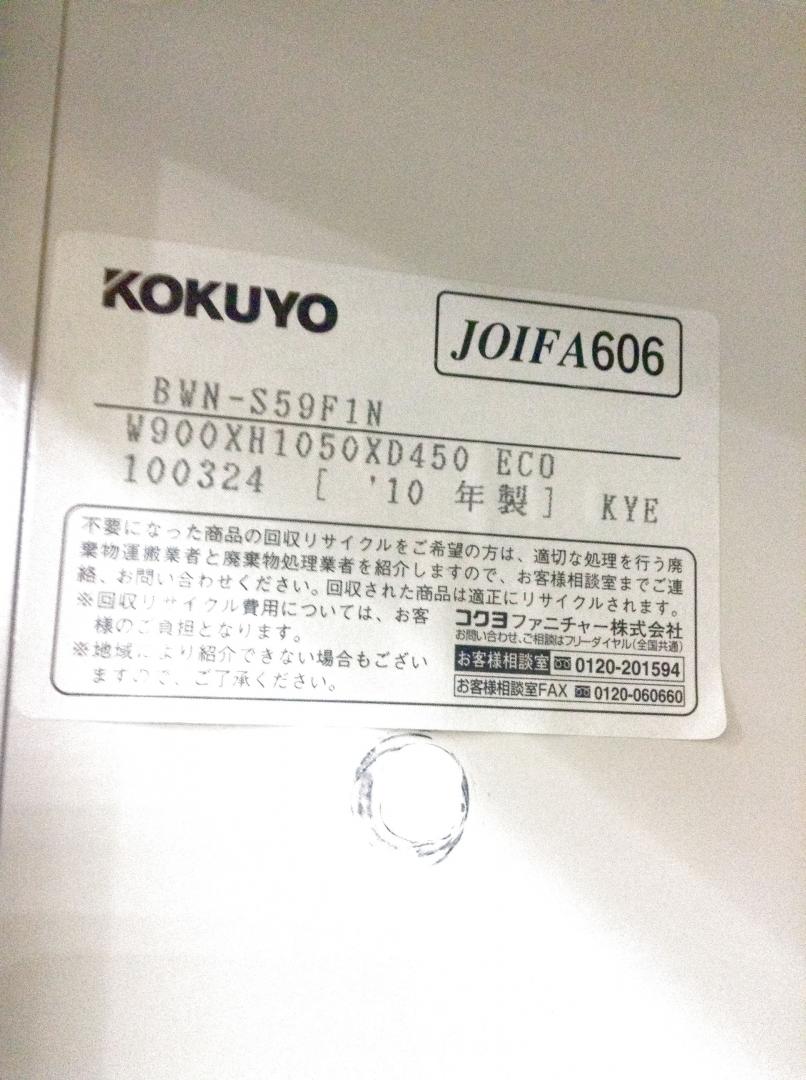 KOKUYO
JOIFA606
BWN-S59F1N
W900XH1050XD450 ECO
100324 [ '10 年製] KYE
不要になった商品の回収リサイクルをご希望の方は、適切な処理を行う廃
棄物運搬業者と廃棄物処理業者を紹介しますので、お客様相談室までご連
絡、お問い合わせください。回収された商品は適正にリサイクルされます。
※回収リサイクル費用については、お客
様のご負担となります。
※地域により紹介できない場合もござい
ますので、ご了承ください。
コクヨファニチャー株式会社
お問い合わせ、ご相談はフリーダイヤル(全国共通)
お客様相談室 0120-201594
お客様相談室FAX 0120-060660